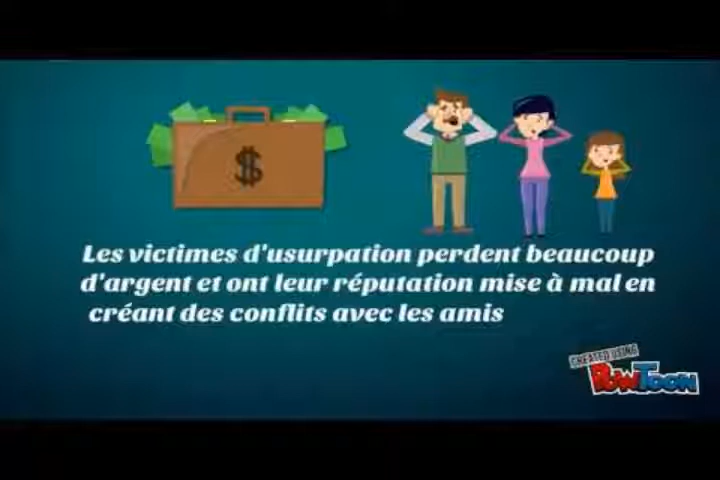 $
Les victimes d'usurpation perdent beaucoup
d'argent et ont leur réputation mise à mal en
créant des conflits avec les amis
CREATED USING
POWTOON